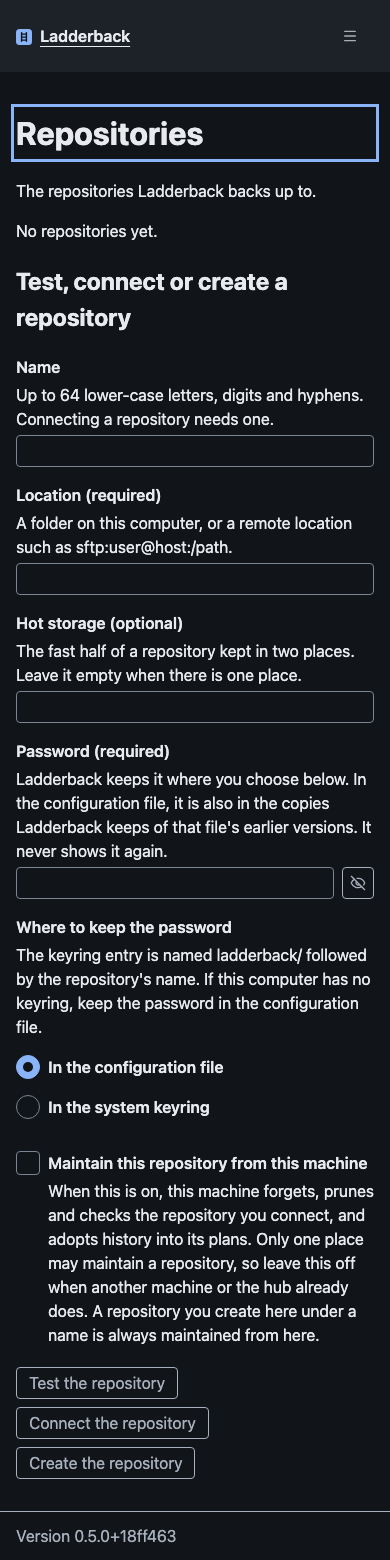 Ladderback
Repositories
The repositories Ladderback backs up to.
No repositories yet.
Test, connect or create a
repository
Name
Up to 64 lower-case letters, digits and hyphens.
Connecting a repository needs one.
Location (required)
A folder on this computer, or a remote location
such as sftp:user@host:/path.
Hot storage (optional)
The fast half of a repository kept in two places.
Leave it empty when there is one place.
Password (required)
Ladderback keeps it where you choose below. In
the configuration file, it is also in the copies
Ladderback keeps of that file's earlier versions. It
never shows it again.
Where to keep the password
The keyring entry is named ladderback/ followed
by the repository's name. If this computer has no
keyring, keep the password in the configuration
file.
In the configuration file
In the system keyring
Maintain this repository from this machine
When this is on, this machine forgets, prunes
and checks the repository you connect, and
adopts history into its plans. Only one place
may maintain a repository, so leave this off
when another machine or the hub already
does. A repository you create here under a
name is always maintained from here.
Test the repository
Connect the repository
Create the repository
Version 0.5.0+18ff463